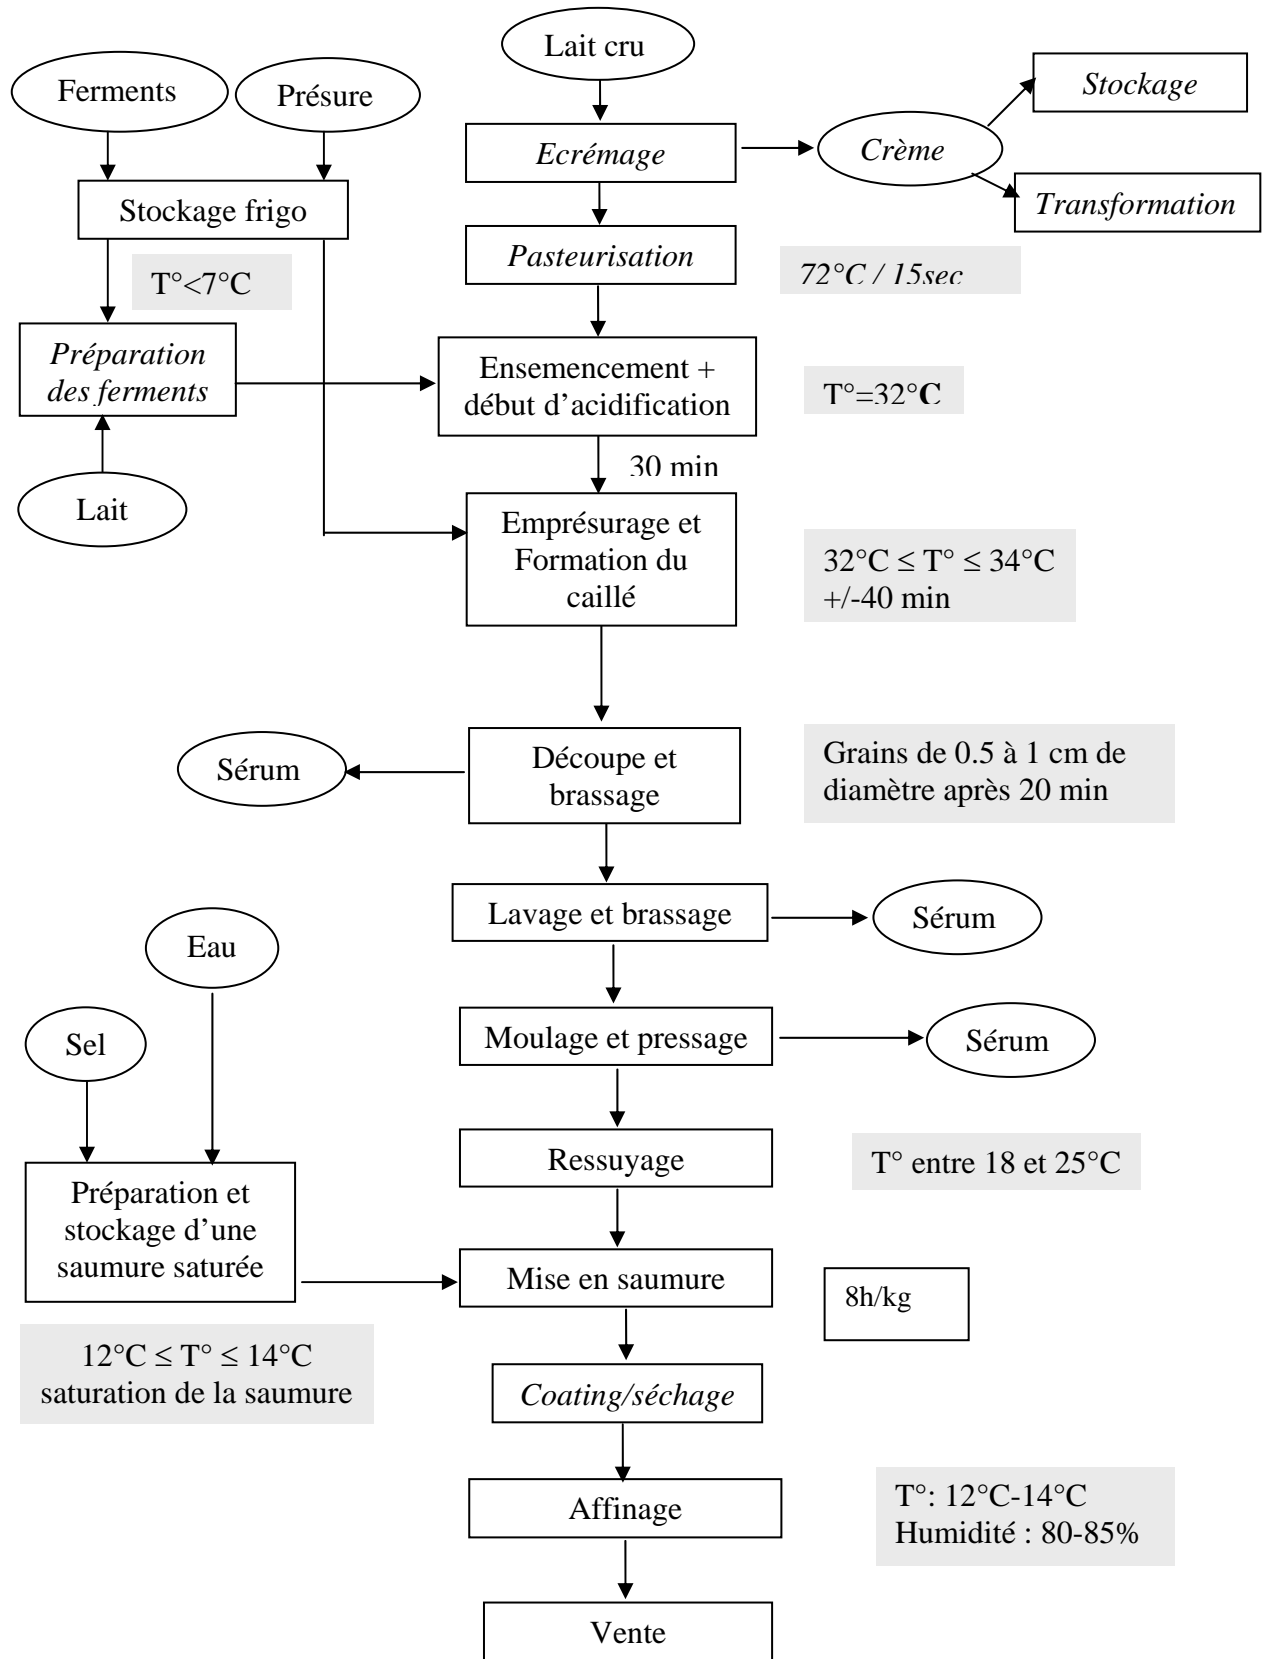 Lait cru
Ferments
Présure
Stockage
Ecrémage
Crème
Stockage frigo
Transformation
Pasteurisation
72°C / 15sec
T°<7°C
Préparation
des ferments
Ensemencement +
début d’acidification
T°=32°C
30 min
Lait
Emprésurage et
Formation du
caillé
32°C ≤ T° ≤ 34°C
+/-40 min
Sérum
Découpe et
brassage
Grains de 0.5 à 1 cm de
diamètre après 20 min
Lavage et brassage
Sérum
Eau
Sel
Moulage et pressage
Sérum
Ressuyage
T° entre 18 et 25°C
Préparation et
stockage d’une
saumure saturée
Mise en saumure
8h/kg
12°C ≤ T° ≤ 14°C
saturation de la saumure
Coating/séchage
Affinage
T°: 12°C-14°C
Humidité : 80-85%
Vente